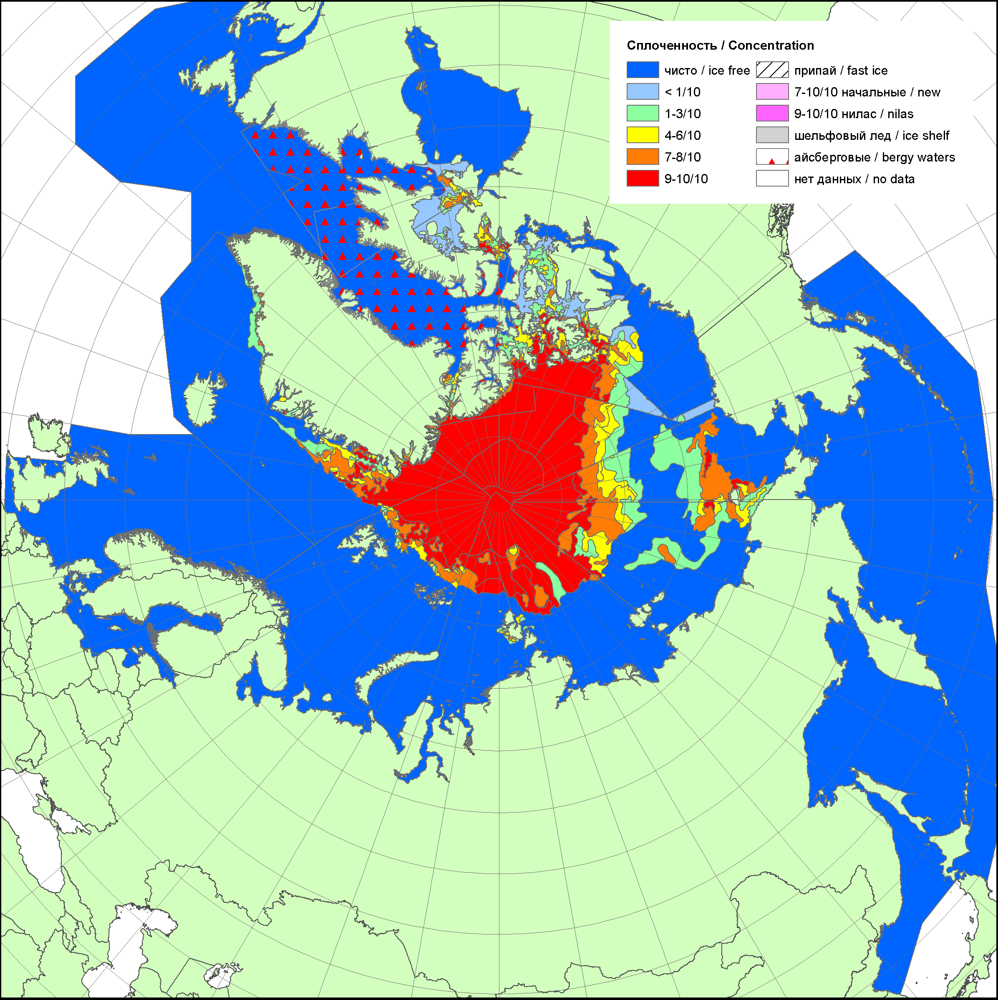 Сплоченность / Concentration
чисто / ice free
< 1/10
1-3/10
4-6/10
7-8/10
9-10/10
припай / fast ice
7-10/10 начальные / new
9-10/10 нилас / nilas
шельфовый лед / ice shelf
айсберговые / bergy waters
нет данных / no data